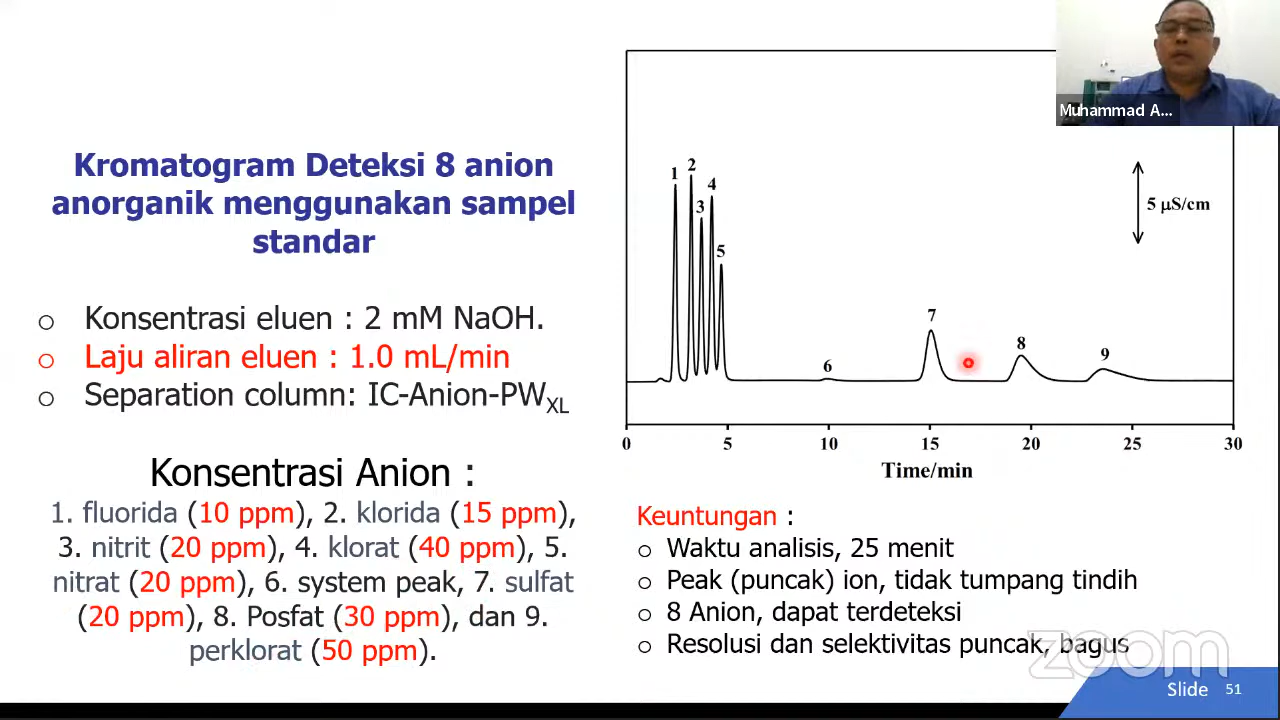 Muhammad A...
Kromatogram Deteksi 8 anion
anorganik menggunakan sampel
standar
o Konsentrasi eluen : 2 mM NaOH.
o Laju aliran eluen : 1.0 mL/min
o Separation column: IC-Anion-PWXL
Konsentrasi Anion :
1. fluorida (10 ppm), 2. klorida (15 ppm),
3. nitrit (20 ppm), 4. klorat (40 ppm), 5.
nitrat (20 ppm), 6. system peak, 7. sulfat
(20 ppm), 8. Posfat (30 ppm), dan 9.
perklorat (50 ppm).
1 2 3 4 5 6 7 8 9
5 μS/cm
0 5 10 15 20 25 30
Time/min
Keuntungan :
o Waktu analisis, 25 menit
o Peak (puncak) ion, tidak tumpang tindih
o 8 Anion, dapat terdeteksi
o Resolusi dan selektivitas puncak, bagus
zoom
Slide 51